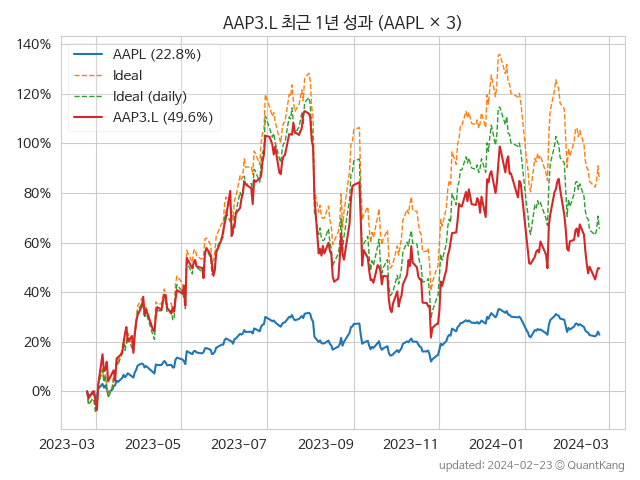 AAP3.L 최근 1년 성과 (AAPL × 3)
140%
120%
100%
80%
60%
40%
20%
0%
AAPL (22.8%)
Ideal
Ideal (daily)
AAP3.L (49.6%)
2023-03 2023-05 2023-07 2023-09 2023-11 2024-01 2024-03
updated: 2024-02-23 ⓒ QuantKang